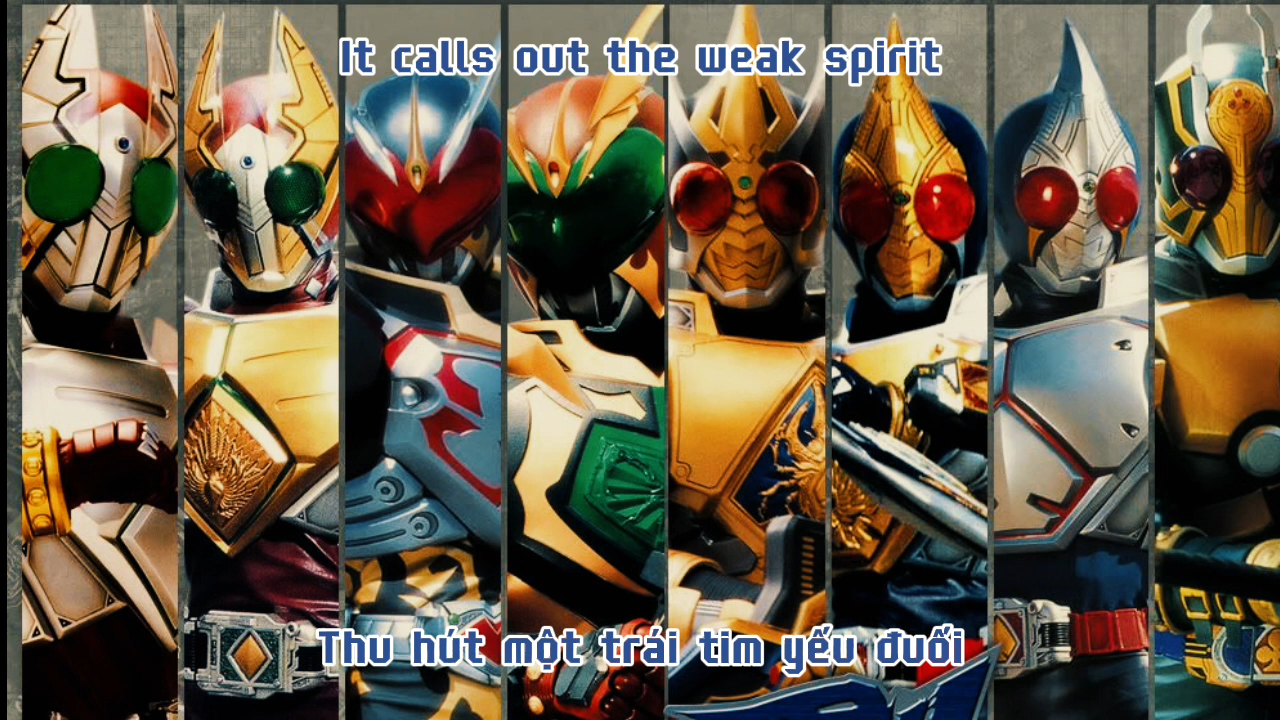 It calls out the weak spirit
Thu hút một trái tim yếu đuối